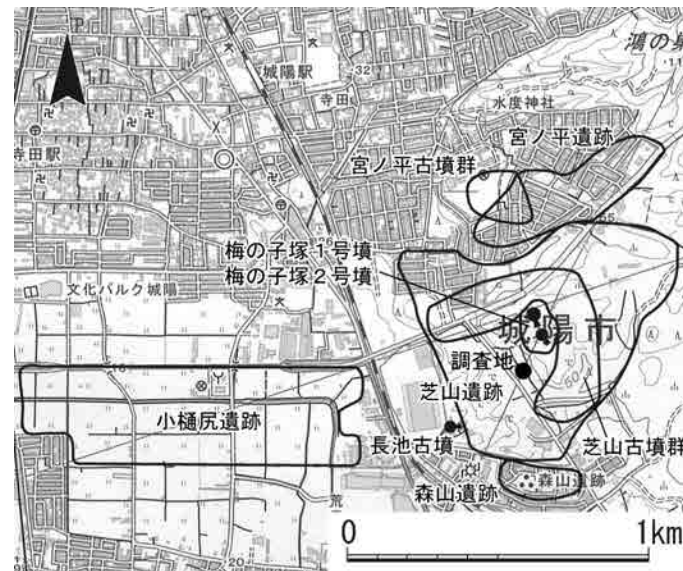 鴻の巣
城陽駅
32
寺田
水度神社
宮ノ平遺跡
宮ノ平古墳群
寺田駅
梅の子塚１号墳
梅の子塚２号墳
文化パルク城陽
城陽市
調査地
芝山遺跡
小樋尻遺跡
長池古墳
芝山古墳群
森山遺跡
森山遺跡
荒
20
0
1km